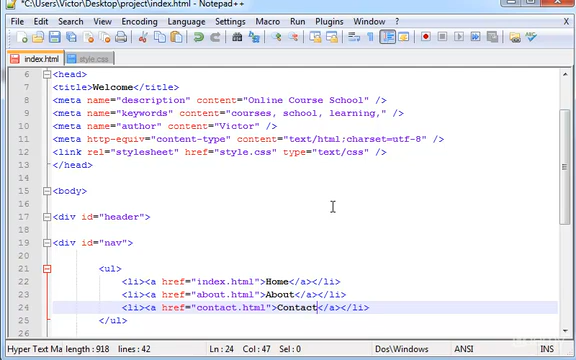 *C:\Users\Victor\Desktop\project\index.html - Notepad++
File Edit Search View Encoding Language Settings Macro Run Plugins Window ? X
index.html style.css
6 <head>
7 <title>Welcome</title>
8 <meta name="description" content="Online Course School" />
9 <meta name="keywords" content="courses, school, learning," />
10 <meta name="author" content="Victor" />
11 <meta http-equiv="content-type" content="text/html;charset=utf-8" />
12 <link rel="stylesheet" href="style.css" type="text/css" />
13 </head>
14
15 <body>
16
17 <div id="header">
18
19 <div id="nav">
20
21 <ul>
22 <li><a href="index.html">Home</a></li>
23 <li><a href="about.html">About</a></li>
24 <li><a href="contact.html">Contact</a></li>
25 </ul>
Hyper Text Ma length : 918 lines : 42 Ln : 24 Col : 47 Sel : 0 Dos\Windows ANSI INS